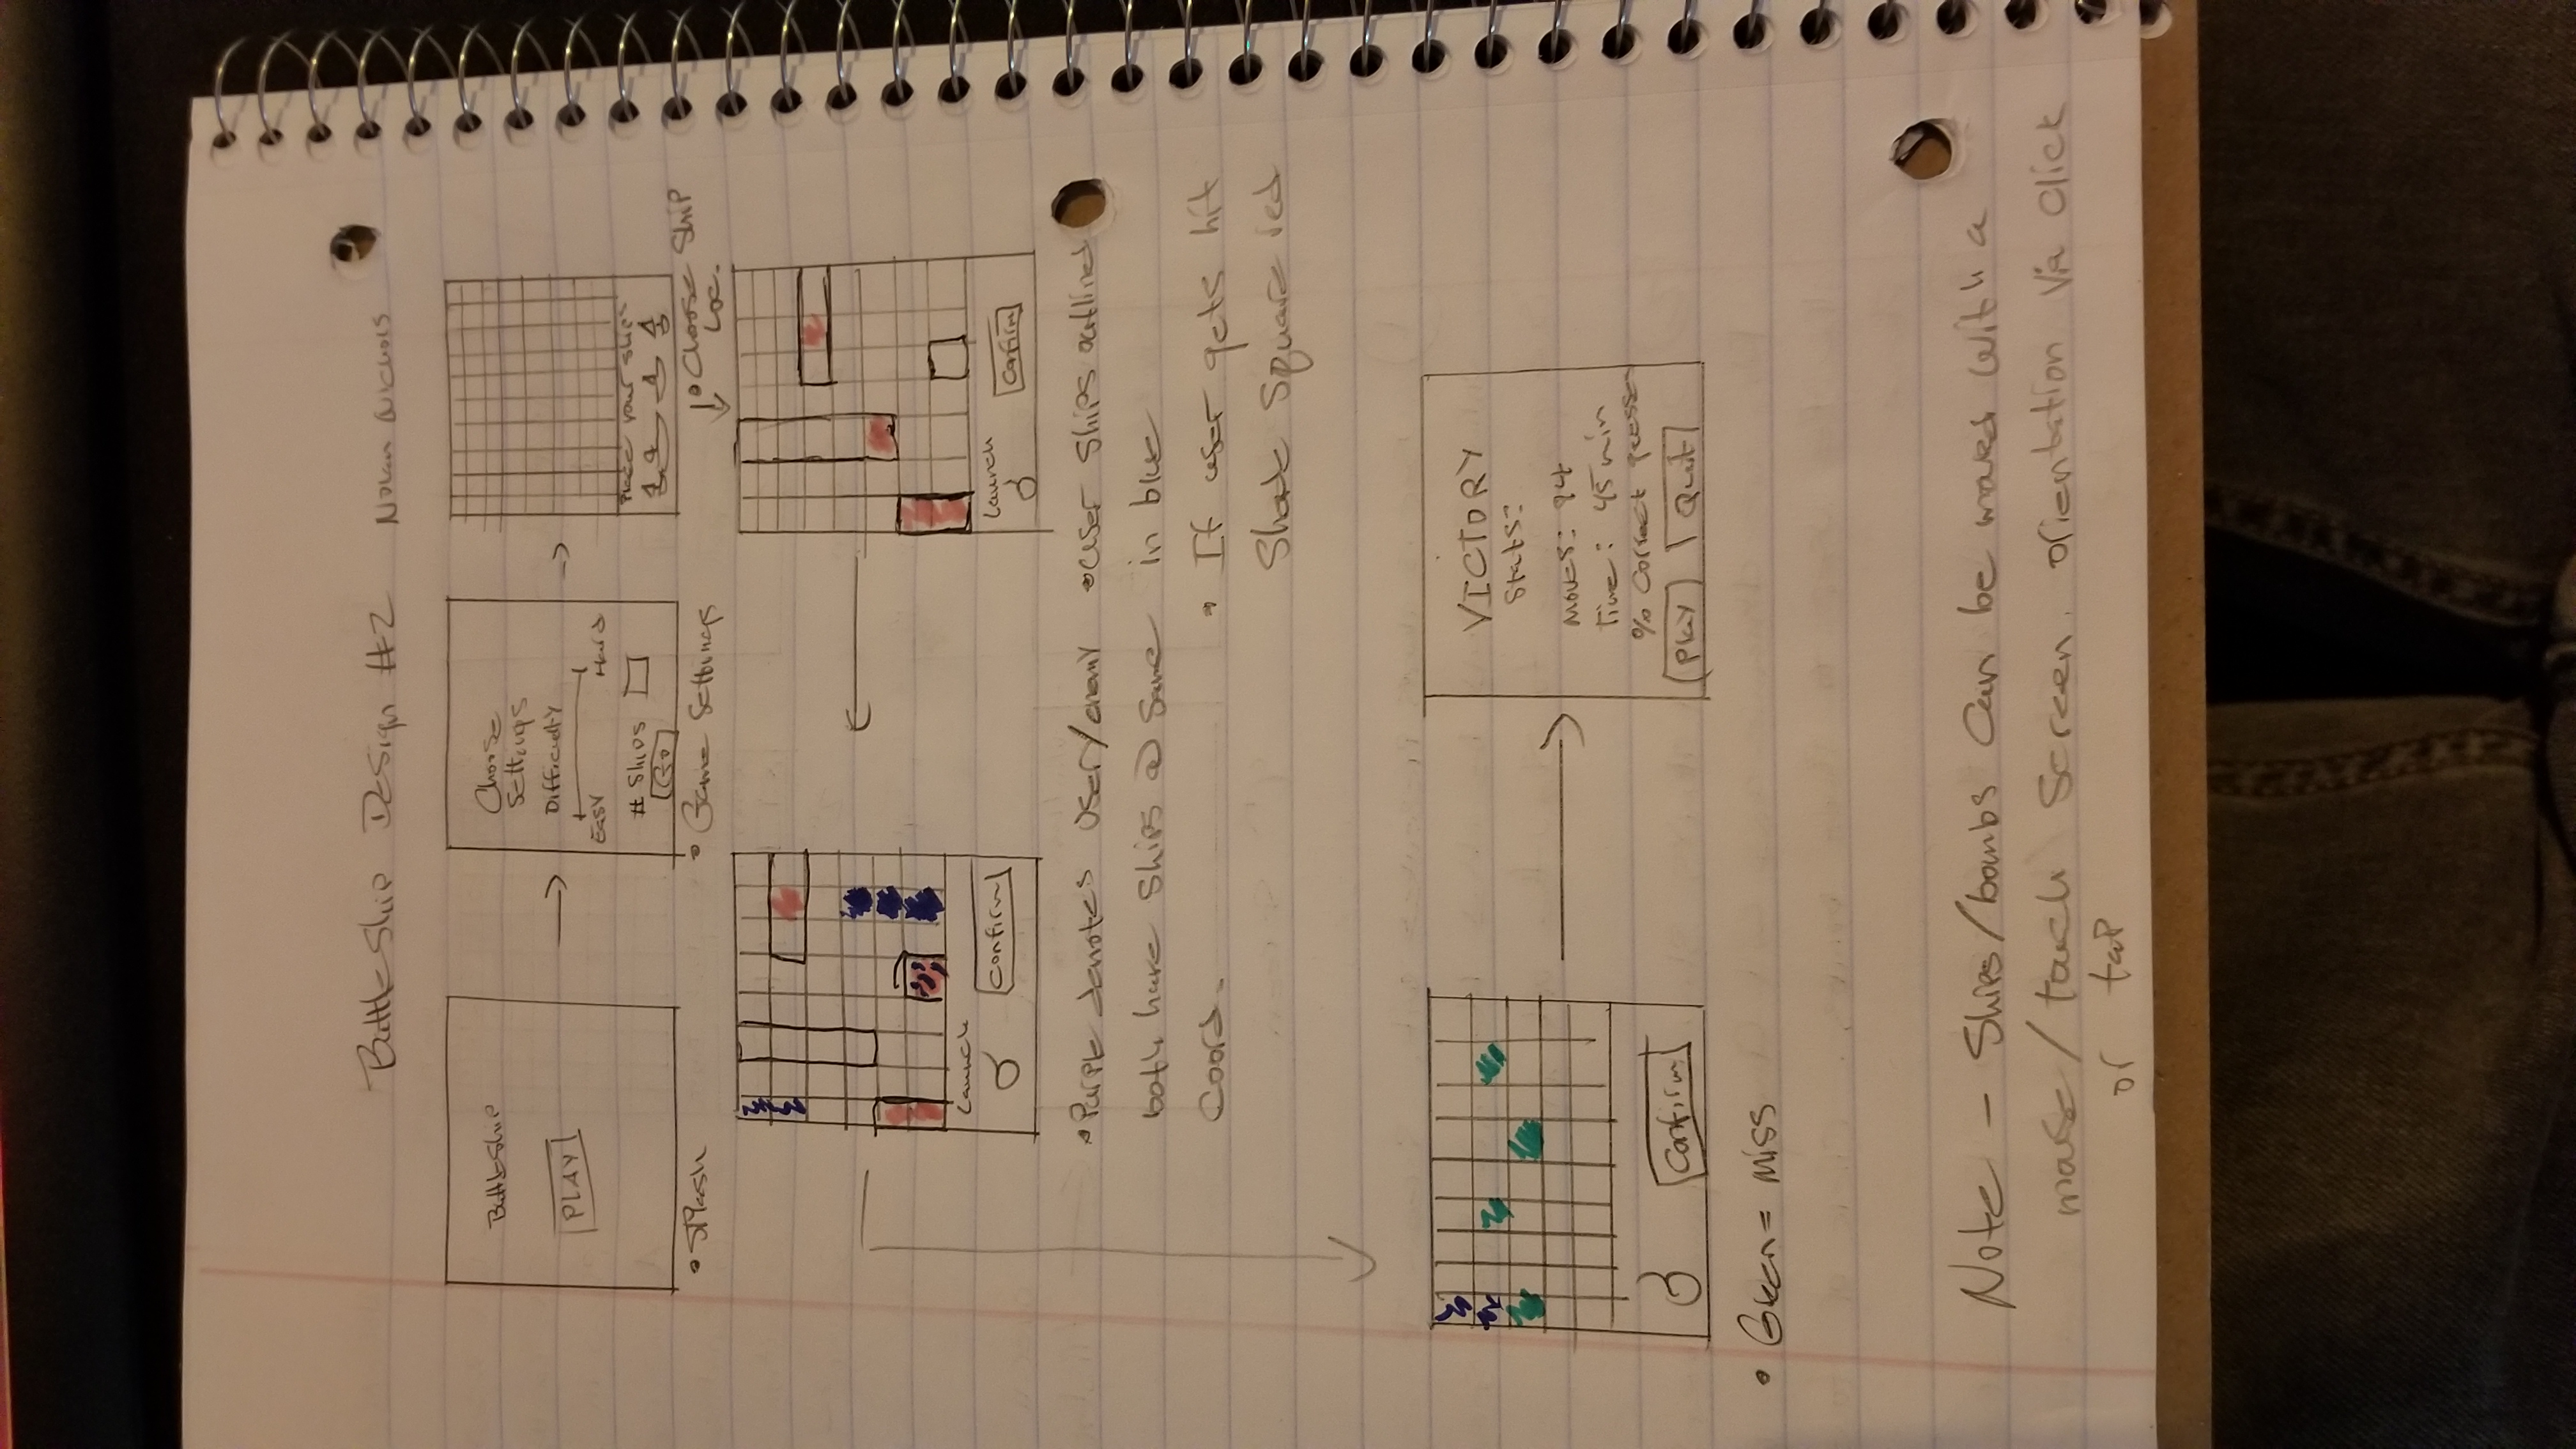 BattleShip Design #2
BattleShip
PLAY
• Splash
Choose
Settings
Difficulty
Easy Hard
# Ships
Go
• Game Settings
Place your ships
• Choose Ship
Loc.
Launch
Confirm
Launch
Confirm
• Purple denotes User/enemy
both have ships @ same
Coord.
• User Ships outlined
in blue
• If user gets hit
Shade Square red
Confirm
• Green = Miss
VICTORY
Stats:
Moves: 94
Time: 45 min
% Correct guesses
Play Quit
Note - Ships/bombs Can be moved with a
mouse/touch Screen. orientation Via Click
or tap